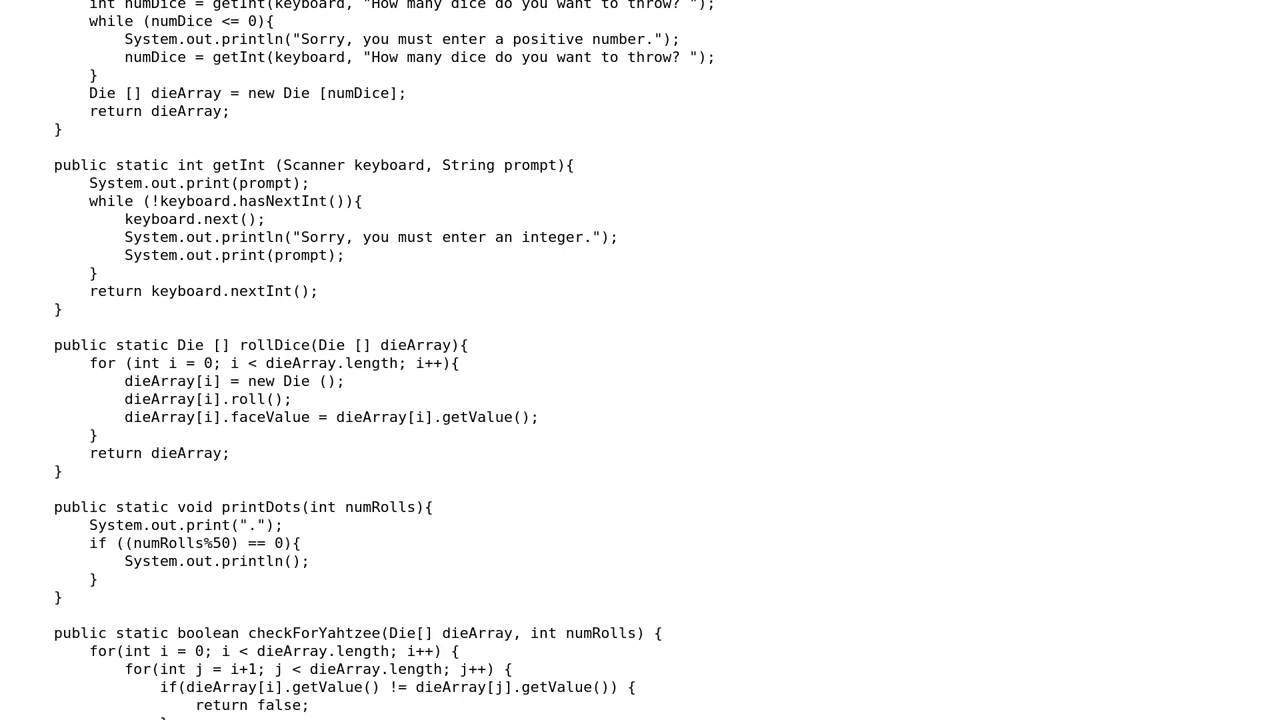 int numDice = getInt(keyboard, "How many dice do you want to throw? ");
while (numDice <= 0){
System.out.println("Sorry, you must enter a positive number.");
numDice = getInt(keyboard, "How many dice do you want to throw? ");
}
Die [] dieArray = new Die [numDice];
return dieArray;
}
public static int getInt (Scanner keyboard, String prompt){
System.out.print(prompt);
while (!keyboard.hasNextInt()){
keyboard.next();
System.out.println("Sorry, you must enter an integer.");
System.out.print(prompt);
}
return keyboard.nextInt();
}
public static Die [] rollDice(Die [] dieArray){
for (int i = 0; i < dieArray.length; i++){
dieArray[i] = new Die ();
dieArray[i].roll();
dieArray[i].faceValue = dieArray[i].getValue();
}
return dieArray;
}
public static void printDots(int numRolls){
System.out.print(".");
if ((numRolls%50) == 0){
System.out.println();
}
}
public static boolean checkForYahtzee(Die[] dieArray, int numRolls) {
for(int i = 0; i < dieArray.length; i++) {
for(int j = i+1; j < dieArray.length; j++) {
if(dieArray[i].getValue() != dieArray[j].getValue()) {
return false;
}